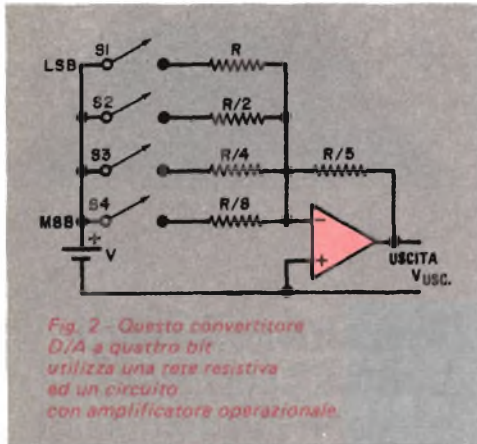 S1
R
LSB
S2
R/2
S3
R/4
R/5
S4
R/8
MSB
+
V
−
+
USCITA
VUSC.
Fig. 2 - Questo convertitore
D/A a quattro bit
utilizza una rete resistiva
ed un circuito
con amplificatore operazionale.